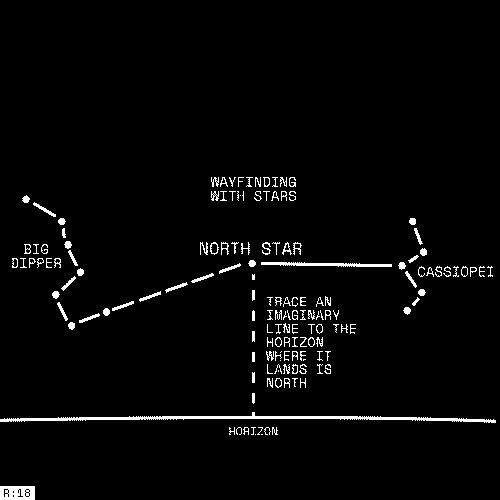 WAYFINDING
WITH STARS
NORTH STAR
BIG
DIPPER
CASSIOPEI
TRACE AN
IMAGINARY
LINE TO THE
HORIZON
WHERE IT
LANDS IS
NORTH
HORIZON
R:18